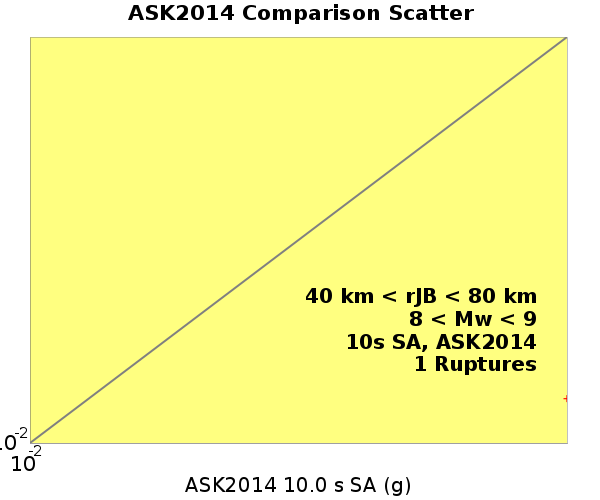 ASK2014 Comparison Scatter
40 km < rJB < 80 km
8 < Mw < 9
10s SA, ASK2014
1 Ruptures
10-2
10-2
ASK2014 10.0 s SA (g)